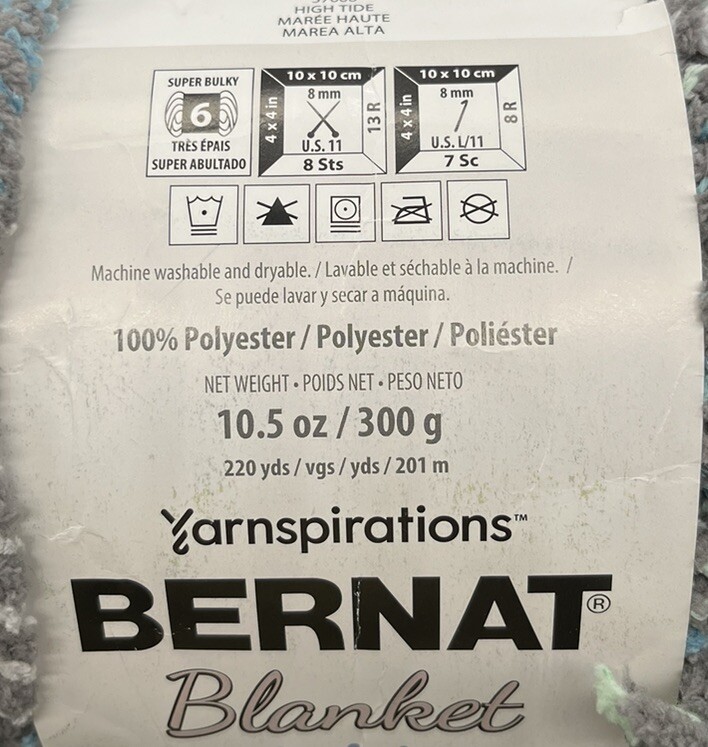 HIGH TIDE
MARÉE HAUTE
MAREA ALTA
SUPER BULKY
6
TRÈS ÉPAIS
SUPER ABULTADO
10 x 10 cm
4 x 4 in
8 mm
13 R
U.S. 11
8 Sts
10 x 10 cm
4 x 4 in
8 mm
8 R
U.S. L/11
7 Sc
Machine washable and dryable. / Lavable et séchable à la machine. /
Se puede lavar y secar a máquina.
100% Polyester / Polyester / Poliéster
NET WEIGHT • POIDS NET • PESO NETO
10.5 oz / 300 g
220 yds / vgs / yds / 201 m
Yarnspirations™
BERNAT®
Blanket